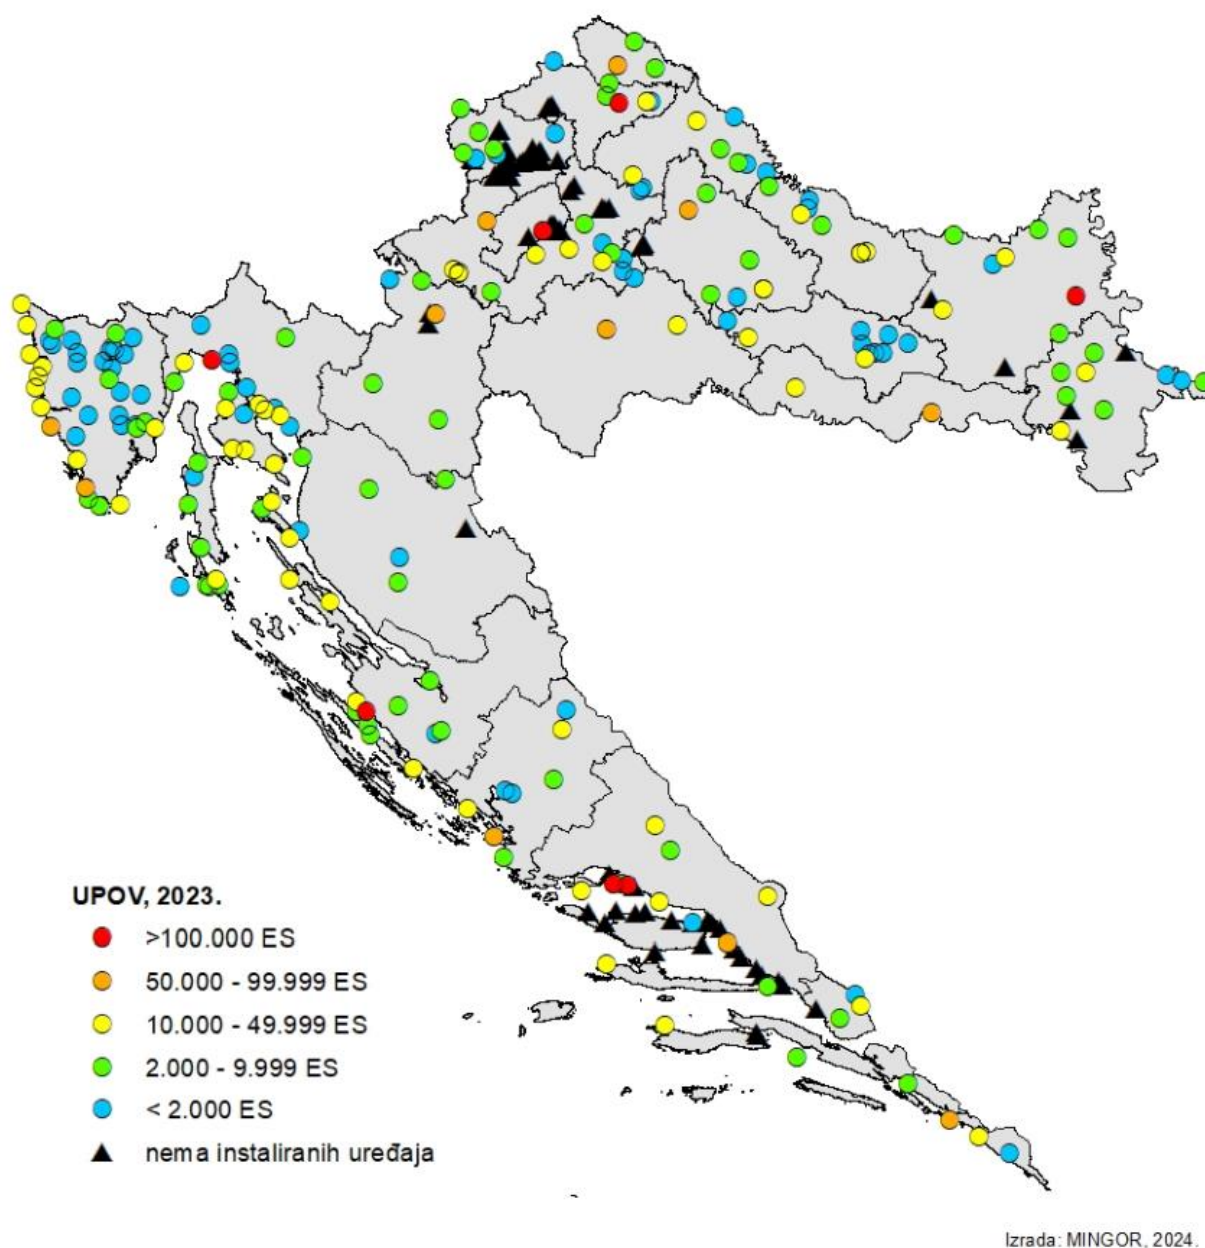 UPOV, 2023.
>100.000 ES
50.000 - 99.999 ES
10.000 - 49.999 ES
2.000 - 9.999 ES
< 2.000 ES
nema instaliranih uređaja
Izrada: MINGOR, 2024.